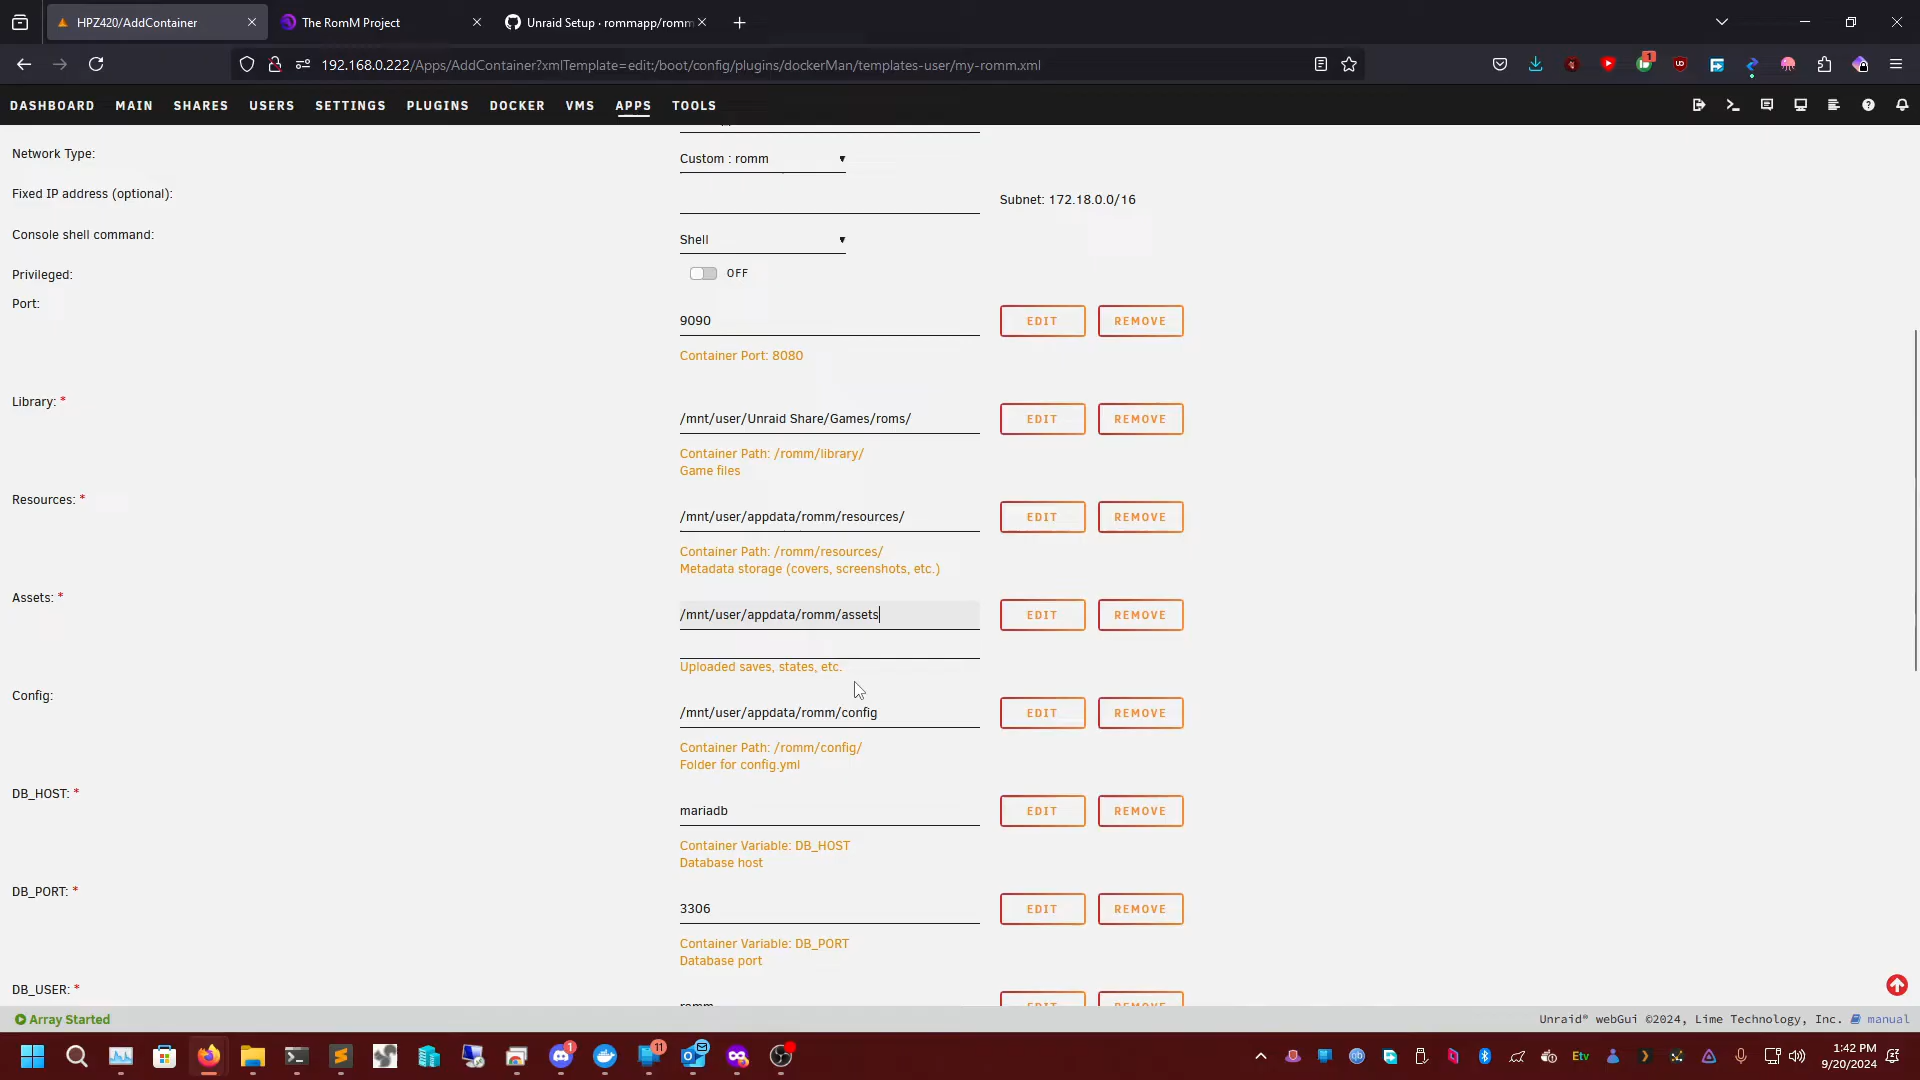 HPZ420/AddContainer
The RomM Project
Unraid Setup · rommapp/romm
192.168.0.222/Apps/AddContainer?xmlTemplate=edit:/boot/config/plugins/dockerMan/templates-user/my-romm.xml
1
DASHBOARD MAIN SHARES USERS SETTINGS PLUGINS DOCKER VMS APPS TOOLS
Network Type:
Custom : romm
Fixed IP address (optional):
Subnet: 172.18.0.0/16
Console shell command:
Shell
Privileged:
OFF
Port:
9090
EDIT REMOVE
Container Port: 8080
Library: *
/mnt/user/Unraid Share/Games/roms/
EDIT REMOVE
Container Path: /romm/library/
Game files
Resources: *
/mnt/user/appdata/romm/resources/
EDIT REMOVE
Container Path: /romm/resources/
Metadata storage (covers, screenshots, etc.)
Assets: *
/mnt/user/appdata/romm/assets
EDIT REMOVE
Uploaded saves, states, etc.
Config:
/mnt/user/appdata/romm/config
EDIT REMOVE
Container Path: /romm/config/
Folder for config.yml
DB_HOST: *
mariadb
EDIT REMOVE
Container Variable: DB_HOST
Database host
DB_PORT: *
3306
EDIT REMOVE
Container Variable: DB_PORT
Database port
DB_USER: *
romm
EDIT REMOVE
Array Started
Unraid® webGui ©2024, Lime Technology, Inc. manual
1
11
Etv
1:42 PM
9/20/2024